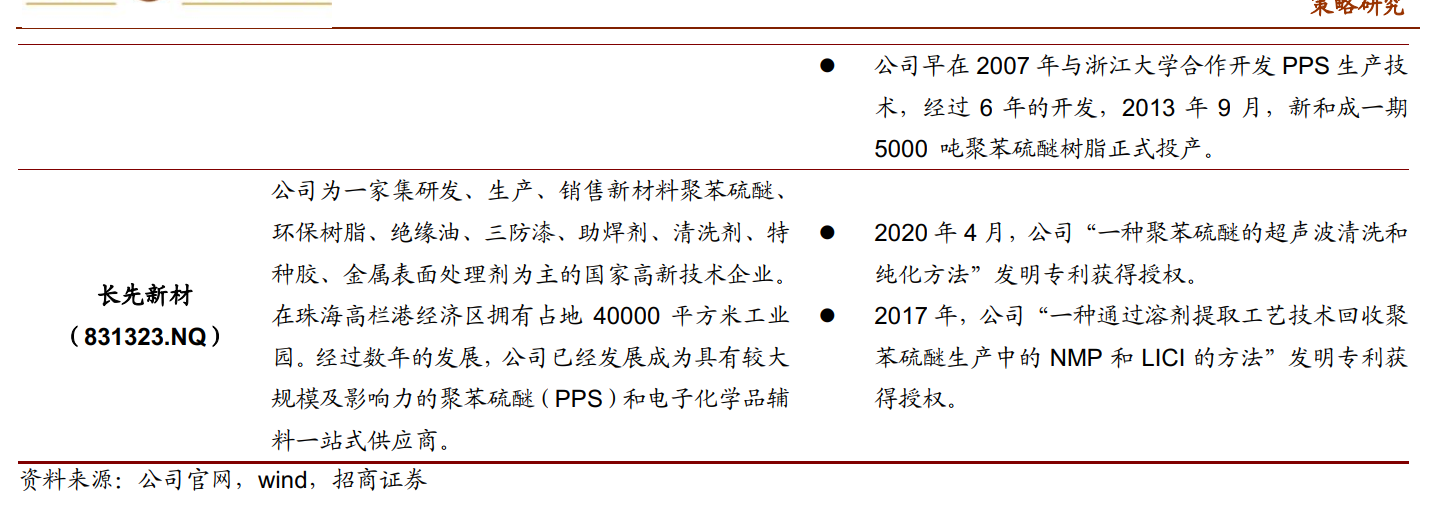 策略研究
● 公司早在 2007 年与浙江大学合作开发 PPS 生产技
术，经过 6 年的开发，2013 年 9 月，新和成一期
5000 吨聚苯硫醚树脂正式投产。
长先新材
（831323.NQ）
公司为一家集研发、生产、销售新材料聚苯硫醚、
环保树脂、绝缘油、三防漆、助焊剂、清洗剂、特
种胶、金属表面处理剂为主的国家高新技术企业。
在珠海高栏港经济区拥有占地 40000 平方米工业
园。经过数年的发展，公司已经发展成为具有较大
规模及影响力的聚苯硫醚（PPS）和电子化学品辅
料一站式供应商。
● 2020 年 4 月，公司“一种聚苯硫醚的超声波清洗和
纯化方法”发明专利获得授权。
● 2017 年，公司“一种通过溶剂提取工艺技术回收聚
苯硫醚生产中的 NMP 和 LICI 的方法”发明专利获
得授权。
资料来源：公司官网，wind，招商证券